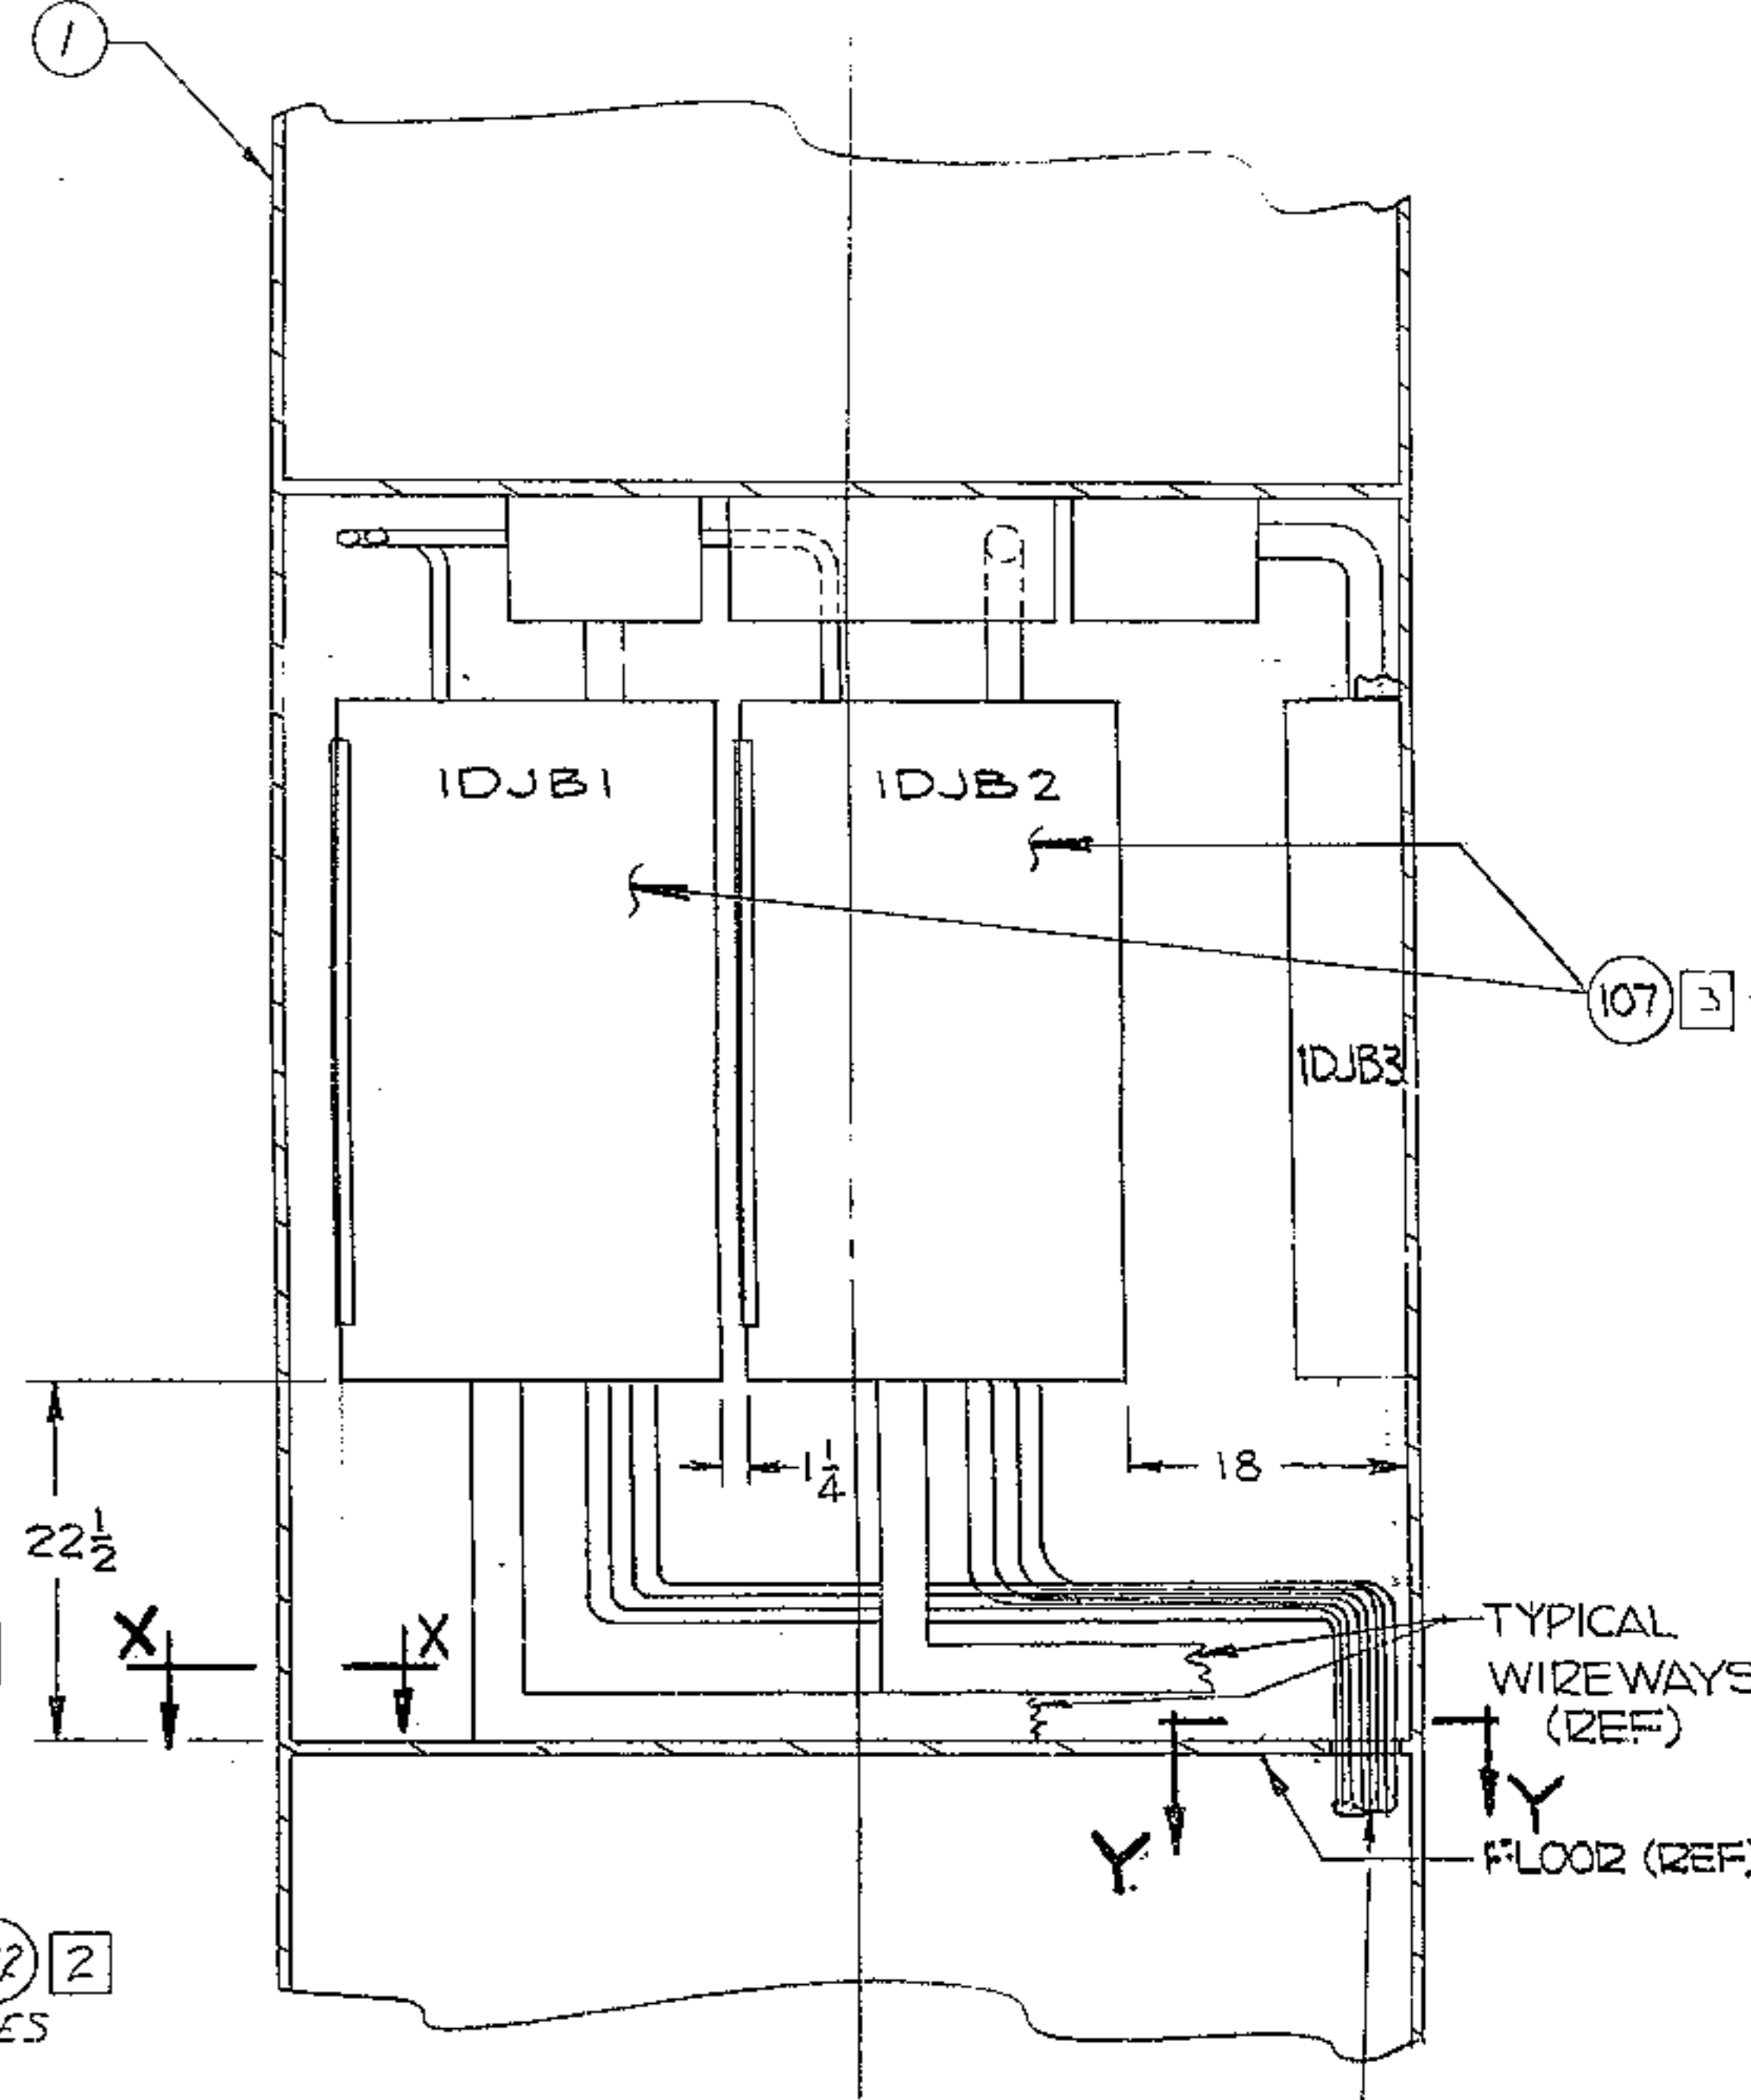 1
1DJB1
1DJB2
107 3
1DJB3
1 1/4
18
22 1/2
X
X
TYPICAL
WIREWAYS
(REF)
Y
Y
FLOOR (REF)
2